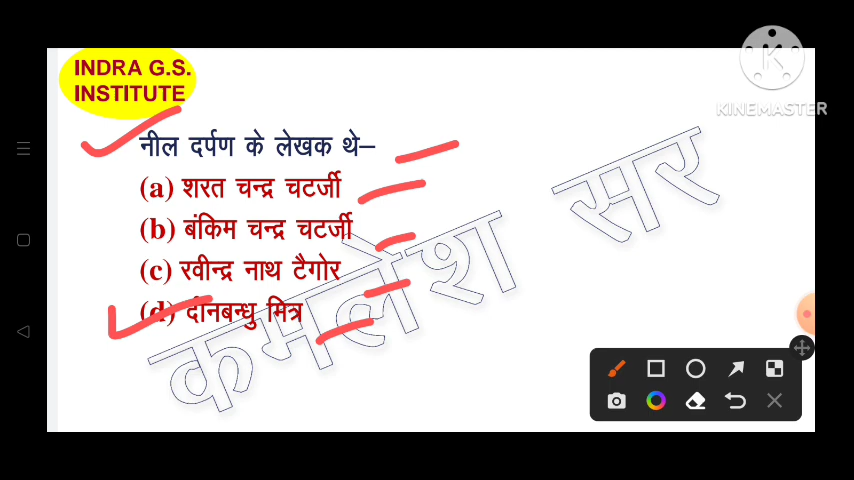 INDRA G.S.
INSTITUTE
KINEMASTER
नील दर्पण के लेखक थे–
(a) शरत चन्द्र चटर्जी
(b) बंकिम चन्द्र चटर्जी
(c) रवीन्द्र नाथ टैगोर
(d) दीनबन्धु मित्र
कमलेश सर